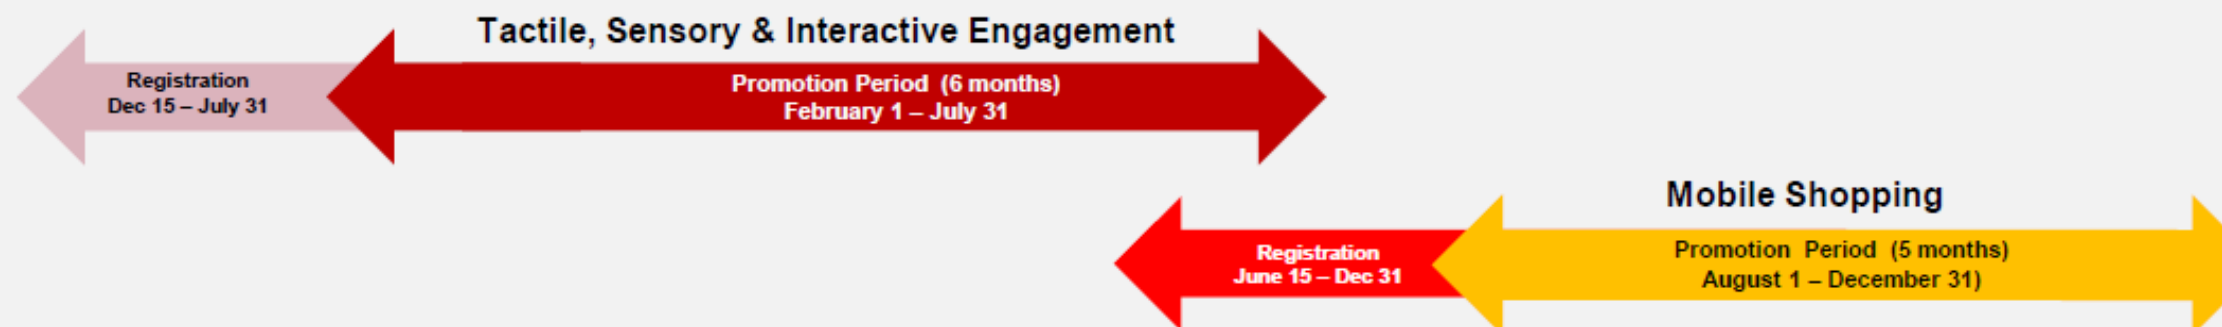 Tactile, Sensory & Interactive Engagement
Registration
Dec 15 – July 31
Promotion Period (6 months)
February 1 – July 31
Mobile Shopping
Registration
June 15 – Dec 31
Promotion Period (5 months)
August 1 – December 31)